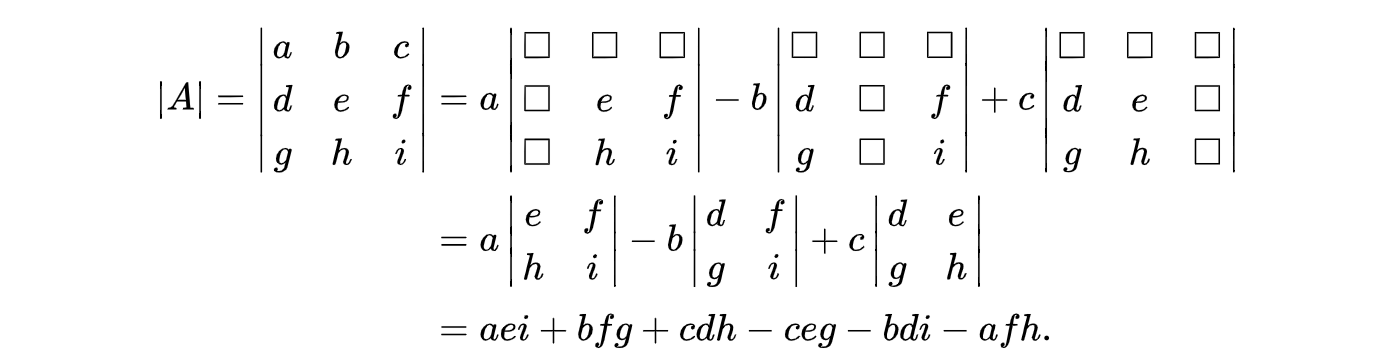 |A| = |a b c; d e f; g h i| = a |□ □ □; □ e f; □ h i| − b |□ □ □; d □ f; g □ i| + c |□ □ □; d e □; g h □|
= a |e f; h i| − b |d f; g i| + c |d e; g h|
= aei + bfg + cdh − ceg − bdi − afh.